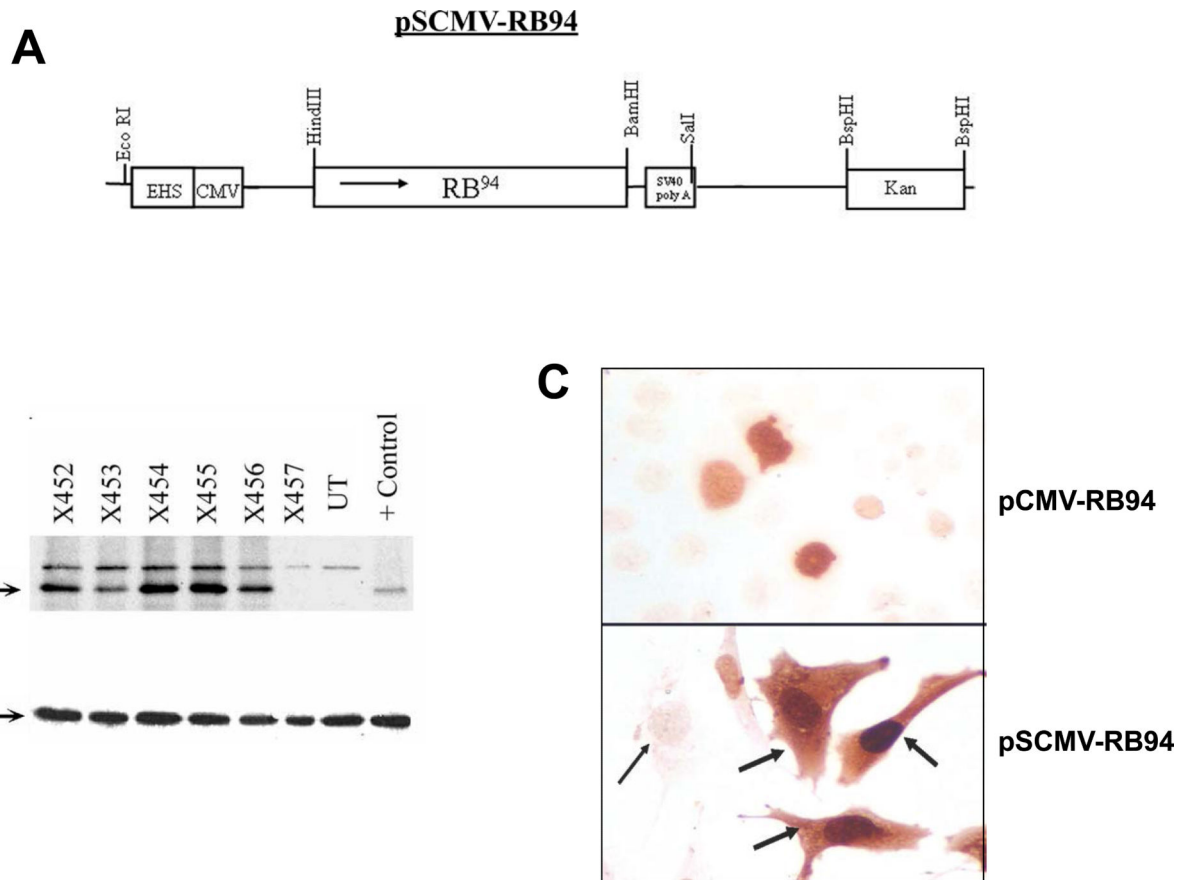 A
pSCMV-RB94
Eco RI
HindIII
BamHI
SalI
BspHI
BspHI
EHS
CMV
RB94
SV40
poly A
Kan
X452
X453
X454
X455
X456
X457
UT
+ Control
C
pCMV-RB94
pSCMV-RB94